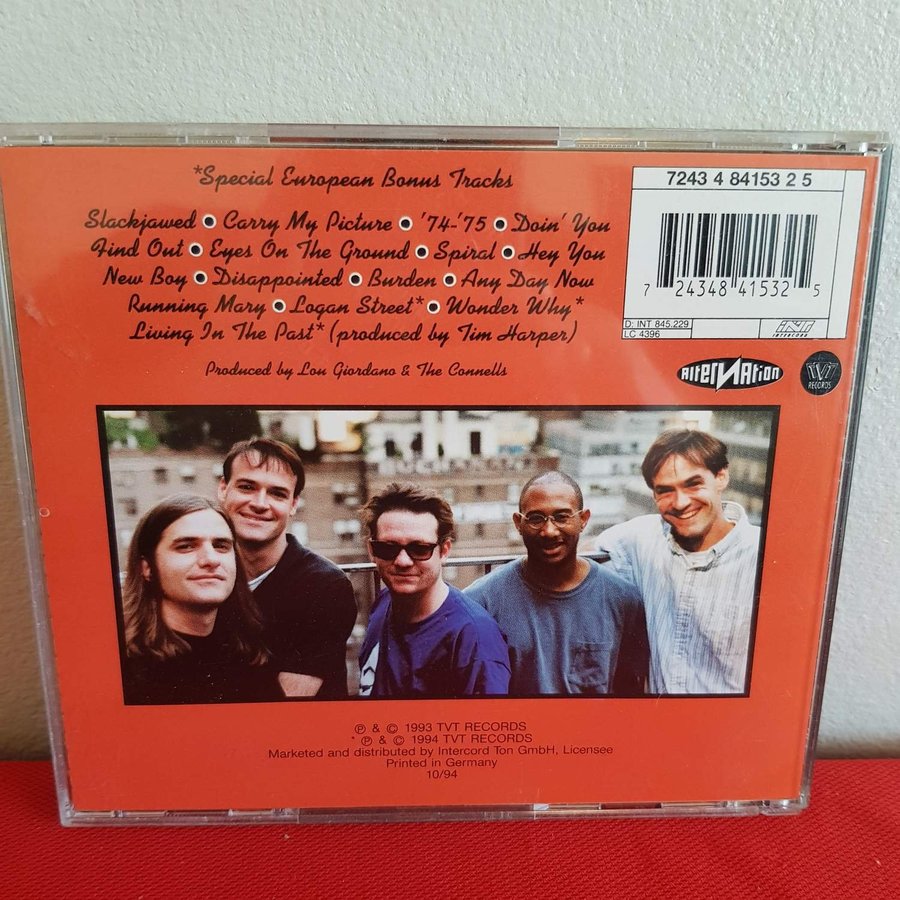 *Special European Bonus Tracks
Slackjawed • Carry My Picture • '74-'75 • Doin' You
Find Out • Eyes On The Ground • Spiral • Hey You
New Boy • Disappointed • Burden • Any Day Now
Running Mary • Logan Street* • Wonder Why*
Living In The Past* (produced by Tim Harper)
Produced by Lou Giordano & The Connells
7243 4 84153 2 5
7 24348 41532 5
D: INT 845.229
LC 4396
INT
INTERCORD
AlterNAtion
TVT
RECORDS
℗ & © 1993 TVT RECORDS
* ℗ & © 1994 TVT RECORDS
Marketed and distributed by Intercord Ton GmbH, Licensee
Printed in Germany
10/94